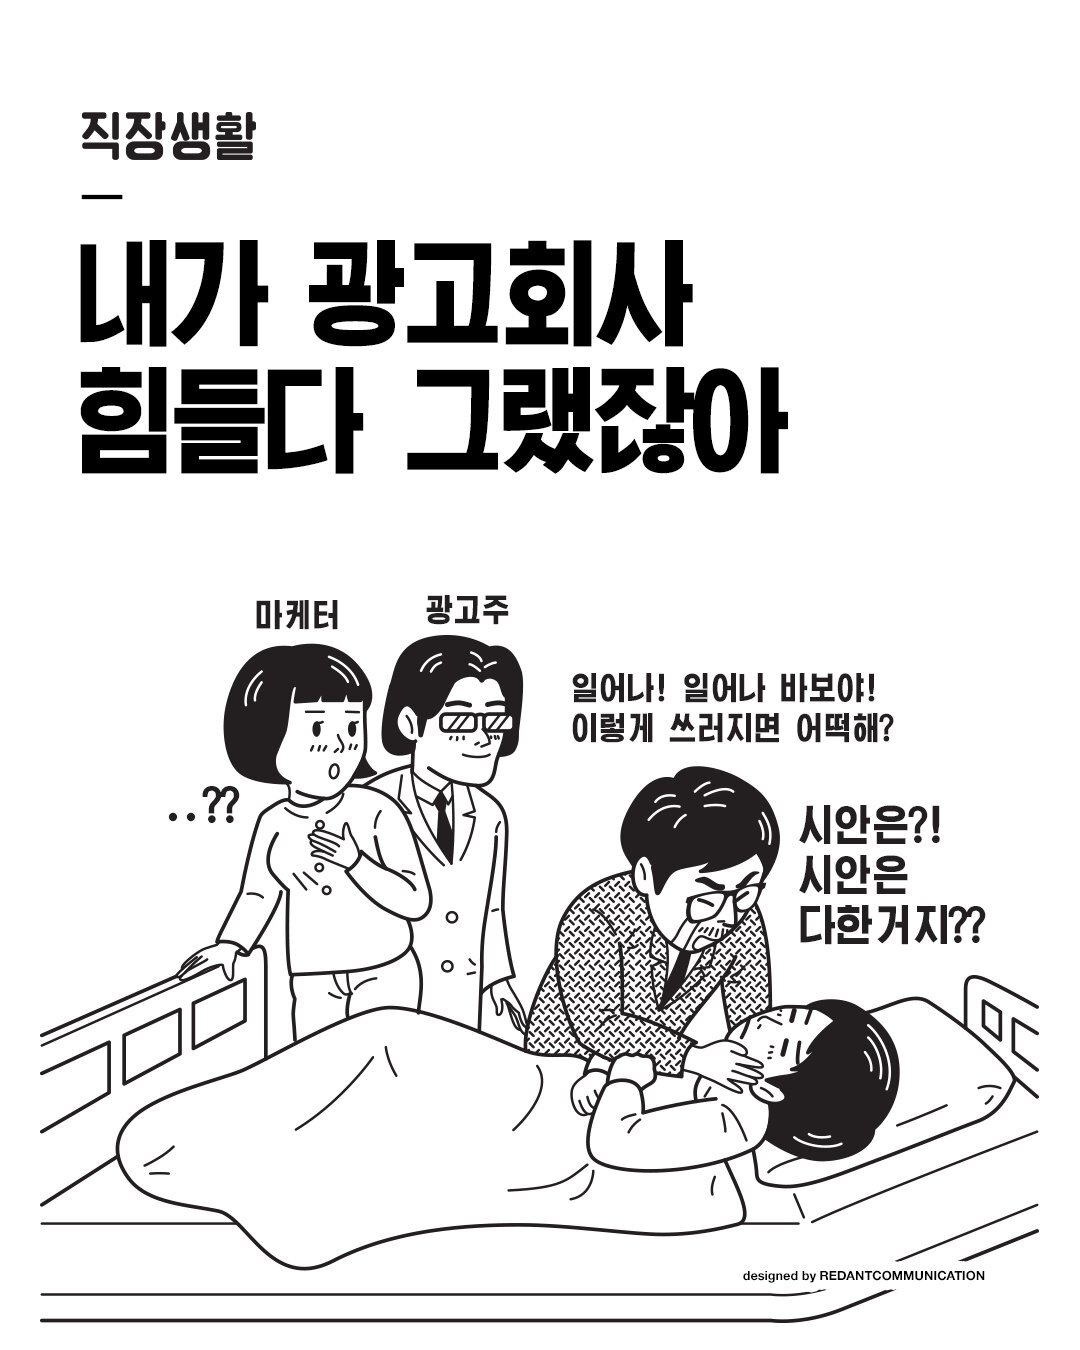 직장생활
내가 광고회사
힘들다 그랬잖아
마케터
광고주
일어나! 일어나 바보야!
이렇게 쓰러지면 어떡해?
..??
시안은?!
시안은
다한거지??
designed by REDANTCOMMUNICATION